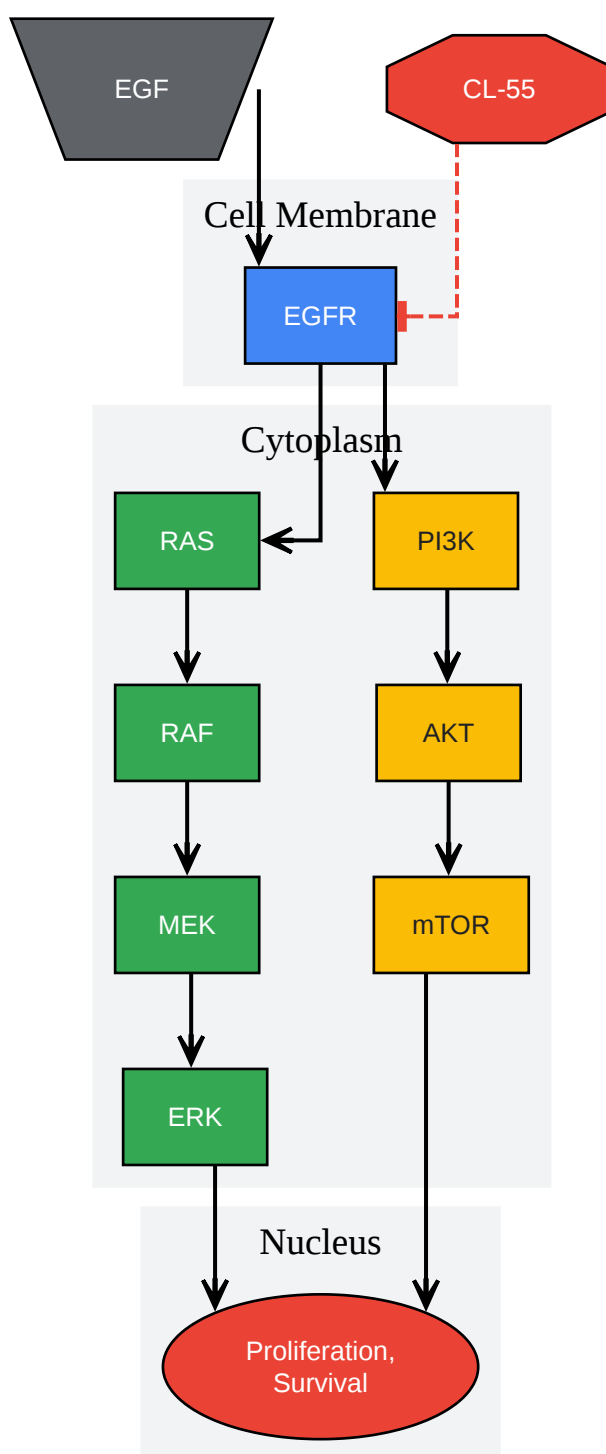 EGF
CL-55
Cell Membrane
EGFR
Cytoplasm
RAS
PI3K
RAF
AKT
MEK
mTOR
ERK
Nucleus
Proliferation,
Survival